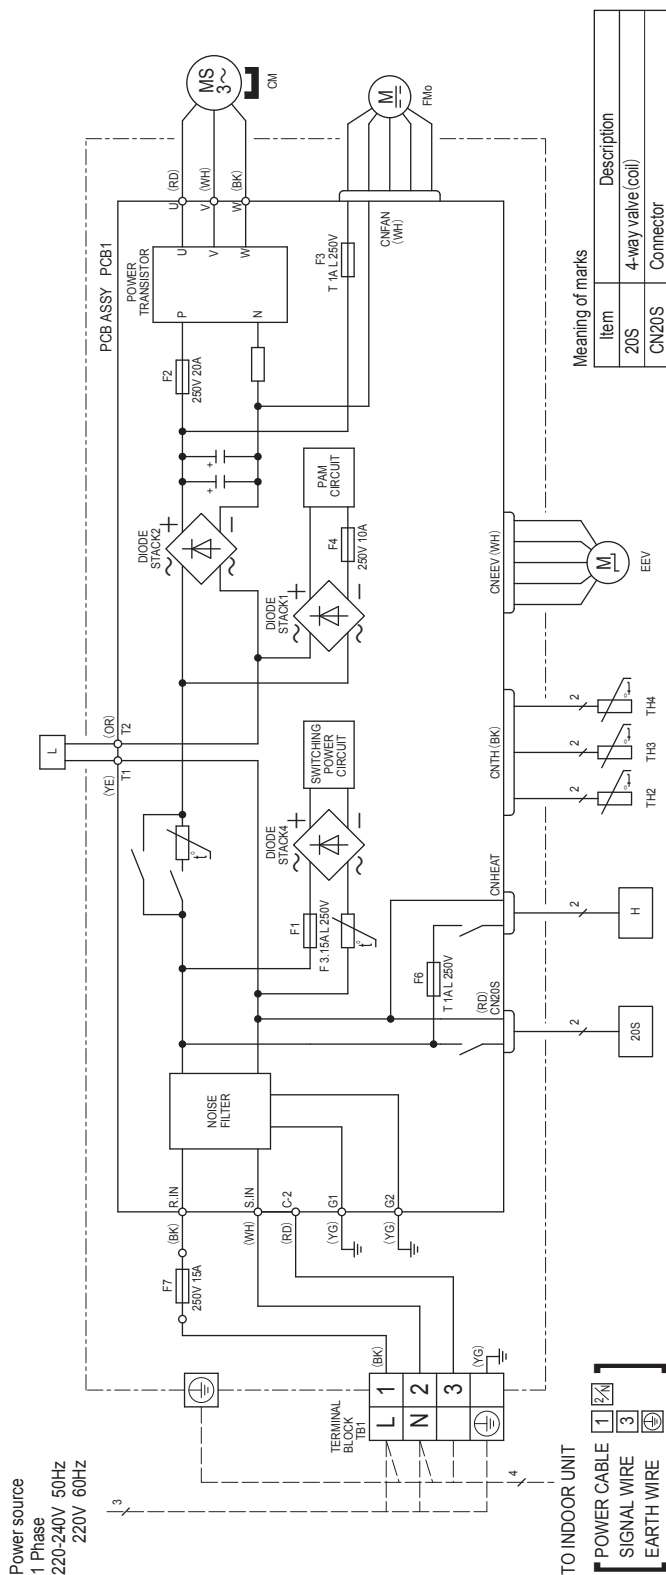 Power source
1 Phase
220-240V 50Hz
220V 60Hz
3
TERMINAL
BLOCK
TB1
L 1
N 2
3
(BK)
(YG)
4
TO INDOOR UNIT
POWER CABLE 1 2/N
SIGNAL WIRE 3
EARTH WIRE
F7
250V 15A
(BK)
R.IN
(WH)
S.IN
(RD)
C-2
(YG)
G1
(YG)
G2
NOISE
FILTER
PCB ASSY PCB1
t°
F1
F 3.15A L 250V
t°
DIODE
STACK4
SWITCHING
POWER
CIRCUIT
F6
T 1A L 250V
(RD)
CN20S
CNHEAT
2
20S
2
H
L
(YE)
T1
(OR)
T2
DIODE
STACK2
DIODE
STACK1
F4
250V 10A
PAM
CIRCUIT
+
+
F2
250V 20A
POWER
TRANSISTOR
P
N
U
V
W
U
V
W
(RD)
(WH)
(BK)
MS
3~
CM
F3
T 1A L 250V
CNFAN
(WH)
M
FMo
CNTH (BK)
2
2
2
t°
t°
t°
TH2
TH3
TH4
CNEEV (WH)
M
EEV
Meaning of marks
Item Description
20S 4-way valve(coil)
CN20S Connector